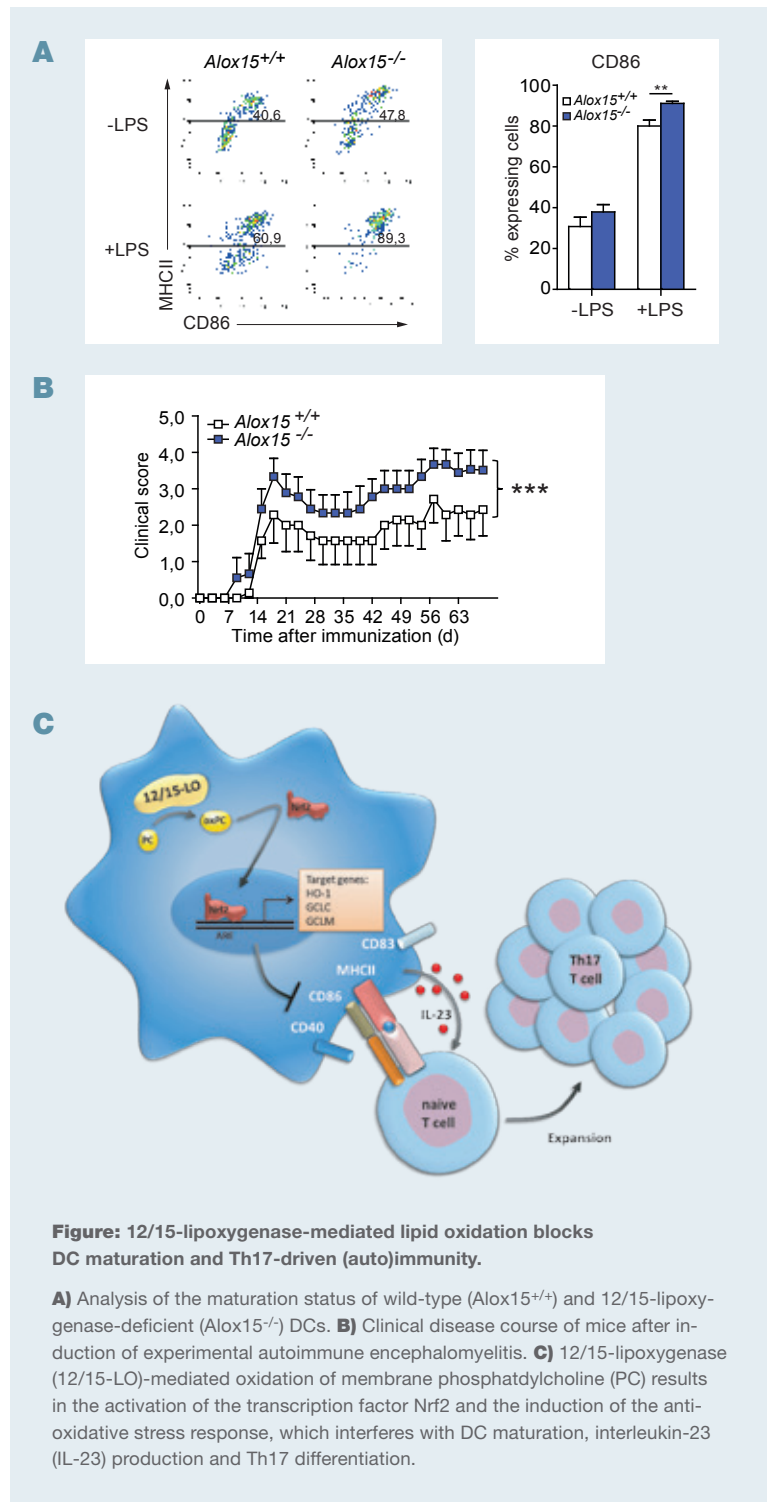 A
Alox15+/+
Alox15-/-
-LPS
40,6
47,8
+LPS
60,9
89,3
MHCII
CD86
CD86
100
80
60
40
20
0
% expressing cells
Alox15+/+
Alox15-/-
**
-LPS
+LPS
B
5,0
4,0
3,0
2,0
1,0
0,0
Clinical score
Alox15 +/+
Alox15 -/-
***
0 7 14 21 28 35 42 49 56 63
Time after immunization (d)
C
12/15-LO
PC
oxPC
Nrf2
Nrf2
ARE
Target genes:
HO-1
GCLC
GCLM
CD83
MHCII
CD86
CD40
IL-23
Th17
T cell
naive
T cell
Expansion
Figure: 12/15-lipoxygenase-mediated lipid oxidation blocks
DC maturation and Th17-driven (auto)immunity.
A) Analysis of the maturation status of wild-type (Alox15+/+) and 12/15-lipoxy-
genase-deficient (Alox15-/-) DCs. B) Clinical disease course of mice after in-
duction of experimental autoimmune encephalomyelitis. C) 12/15-lipoxygenase
(12/15-LO)-mediated oxidation of membrane phosphatdylcholine (PC) results
in the activation of the transcription factor Nrf2 and the induction of the anti-
oxidative stress response, which interferes with DC maturation, interleukin-23
(IL-23) production and Th17 differentiation.